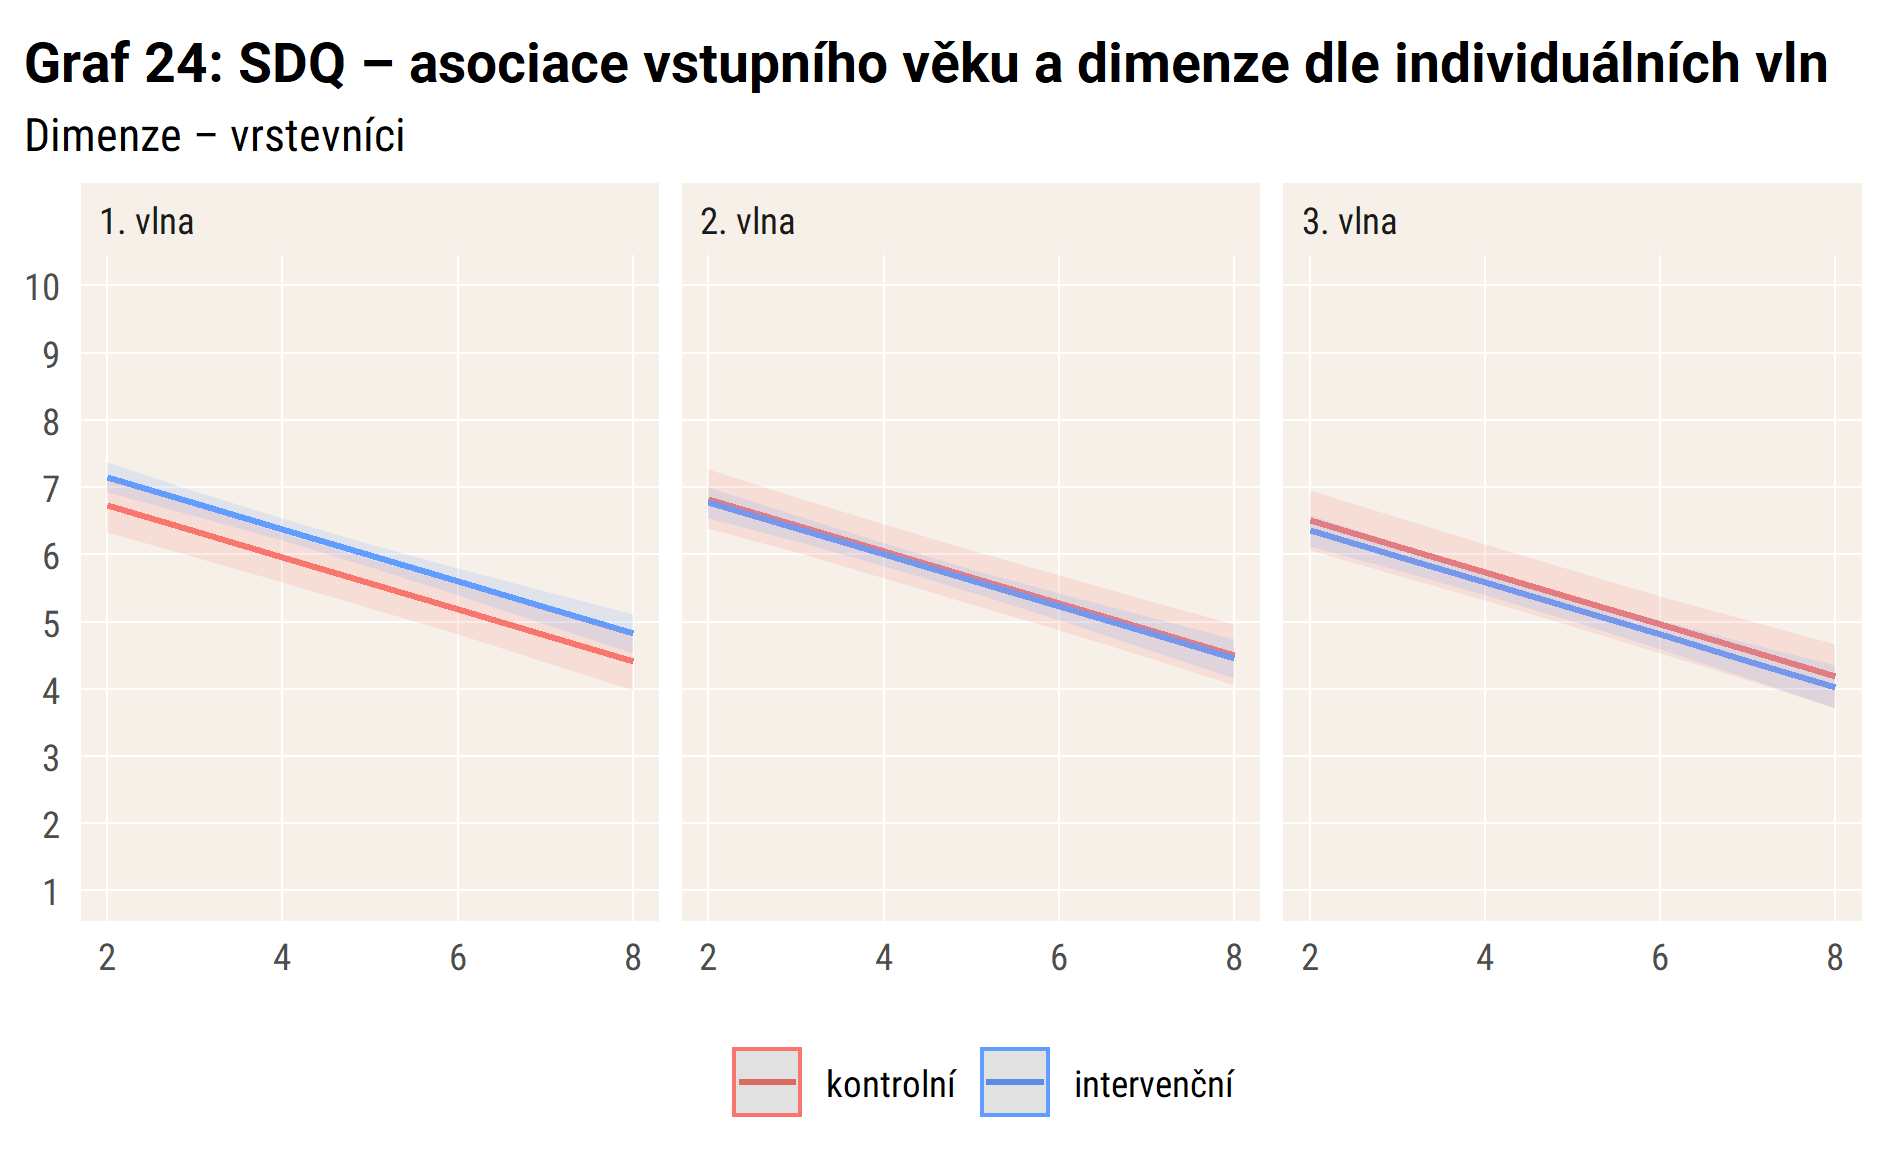 Graf 24: SDQ – asociace vstupního věku a dimenze dle individuálních vln
Dimenze – vrstevníci
1. vlna
2. vlna
3. vlna
10
9
8
7
6
5
4
3
2
1
2 4 6 8
2 4 6 8
2 4 6 8
kontrolní
intervenční